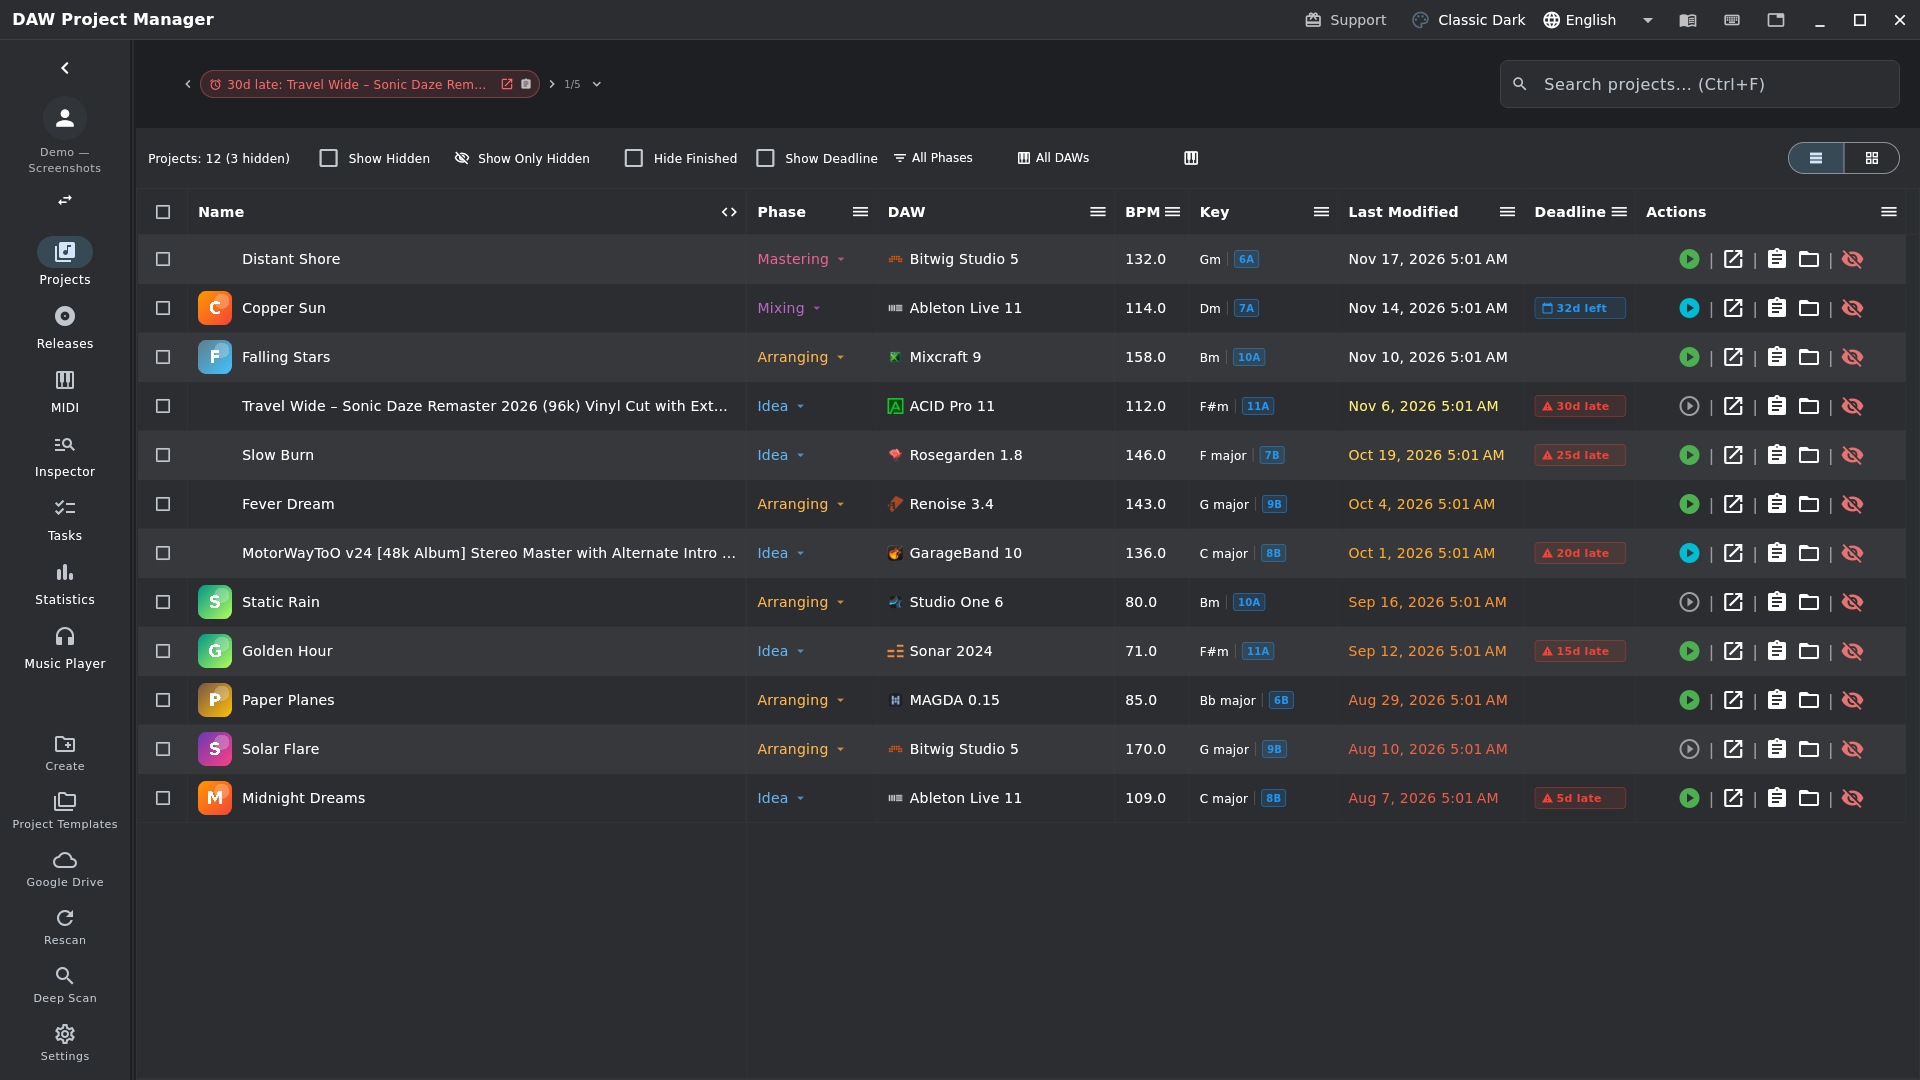 DAW Project Manager
Support
Classic Dark
English
30d late: Travel Wide – Sonic Daze Rem...
1/5
Search projects... (Ctrl+F)
Demo —
Screenshots
Projects
Releases
MIDI
Inspector
Tasks
Statistics
Music Player
Create
Project Templates
Google Drive
Rescan
Deep Scan
Settings
Projects: 12 (3 hidden)
Show Hidden
Show Only Hidden
Hide Finished
Show Deadline
All Phases
All DAWs
Name Phase DAW BPM Key Last Modified Deadline Actions
Distant Shore Mastering Bitwig Studio 5 132.0 Gm 6A Nov 17, 2026 5:01 AM
C Copper Sun Mixing Ableton Live 11 114.0 Dm 7A Nov 14, 2026 5:01 AM 32d left
F Falling Stars Arranging Mixcraft 9 158.0 Bm 10A Nov 10, 2026 5:01 AM
Travel Wide – Sonic Daze Remaster 2026 (96k) Vinyl Cut with Ext... Idea ACID Pro 11 112.0 F#m 11A Nov 6, 2026 5:01 AM 30d late
Slow Burn Idea Rosegarden 1.8 146.0 F major 7B Oct 19, 2026 5:01 AM 25d late
Fever Dream Arranging Renoise 3.4 143.0 G major 9B Oct 4, 2026 5:01 AM
MotorWayToO v24 [48k Album] Stereo Master with Alternate Intro ... Idea GarageBand 10 136.0 C major 8B Oct 1, 2026 5:01 AM 20d late
S Static Rain Arranging Studio One 6 80.0 Bm 10A Sep 16, 2026 5:01 AM
G Golden Hour Idea Sonar 2024 71.0 F#m 11A Sep 12, 2026 5:01 AM 15d late
P Paper Planes Arranging MAGDA 0.15 85.0 Bb major 6B Aug 29, 2026 5:01 AM
S Solar Flare Arranging Bitwig Studio 5 170.0 G major 9B Aug 10, 2026 5:01 AM
M Midnight Dreams Idea Ableton Live 11 109.0 C major 8B Aug 7, 2026 5:01 AM 5d late